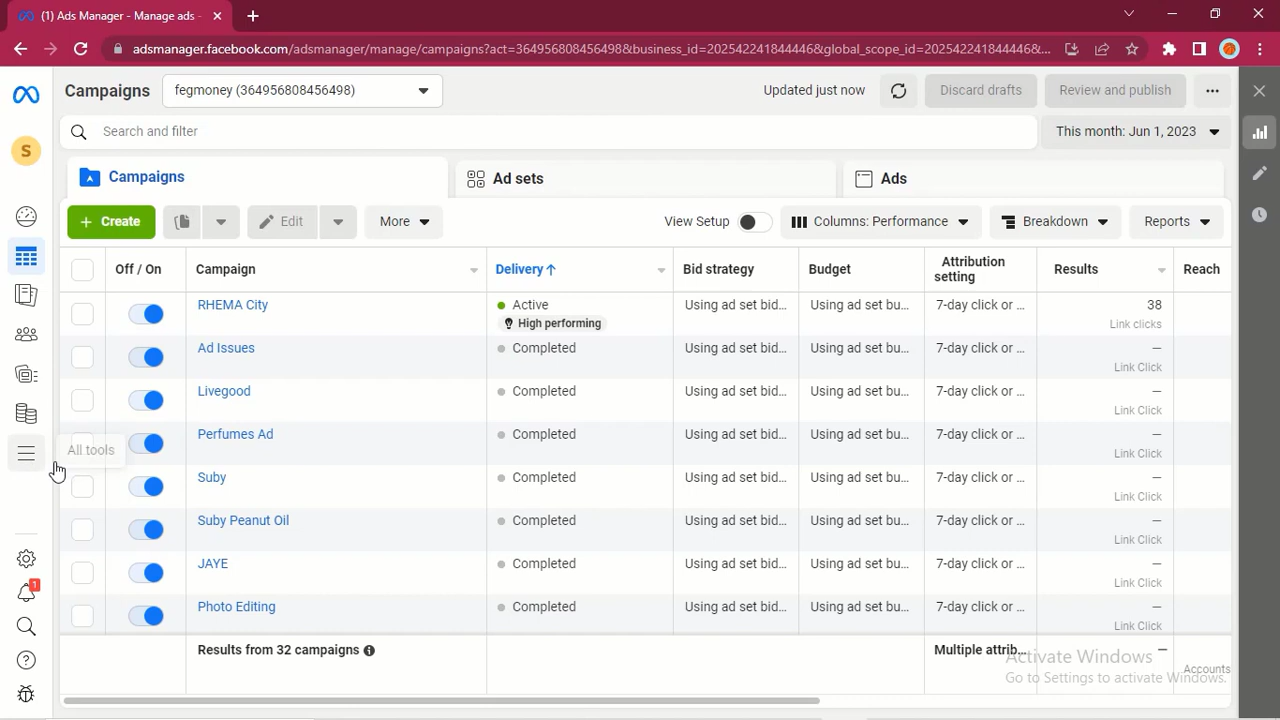 (1) Ads Manager - Manage ads -
adsmanager.facebook.com/adsmanager/manage/campaigns?act=364956808456498&business_id=2025422241844446&global_scope_id=2025422241844446&...
Campaigns
fegmoney (364956808456498)
Updated just now
Discard drafts
Review and publish
Search and filter
This month: Jun 1, 2023
S
Campaigns
Ad sets
Ads
+ Create
Edit
More
View Setup
Columns: Performance
Breakdown
Reports
Off / On
Campaign
Delivery ↑
Bid strategy
Budget
Attribution
setting
Results
Reach
RHEMA City
Active
High performing
Using ad set bid...
Using ad set bu...
7-day click or ...
38
Link clicks
Ad Issues
Completed
Using ad set bid...
Using ad set bu...
7-day click or ...
—
Link Click
Livegood
Completed
Using ad set bid...
Using ad set bu...
7-day click or ...
—
Link Click
Perfumes Ad
Completed
Using ad set bid...
Using ad set bu...
7-day click or ...
—
Link Click
All tools
Suby
Completed
Using ad set bid...
Using ad set bu...
7-day click or ...
—
Link Click
Suby Peanut Oil
Completed
Using ad set bid...
Using ad set bu...
7-day click or ...
—
Link Click
JAYE
Completed
Using ad set bid...
Using ad set bu...
7-day click or ...
—
Link Click
Photo Editing
Completed
Using ad set bid...
Using ad set bu...
7-day click or ...
—
Link Click
1
Results from 32 campaigns
Multiple attrib...
—
Accounts
Activate Windows
Go to Settings to activate Windows.